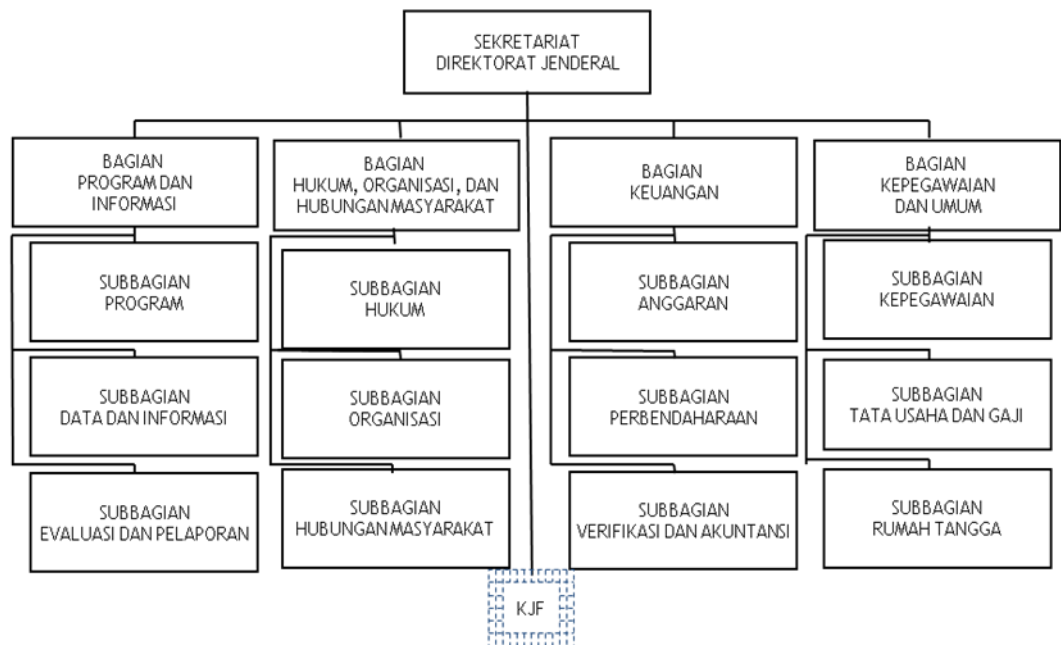 SEKRETARIAT
DIREKTORAT JENDERAL
BAGIAN
PROGRAM DAN
INFORMASI
BAGIAN
HUKUM, ORGANISASI, DAN
HUBUNGAN MASYARAKAT
BAGIAN
KEUANGAN
BAGIAN
KEPEGAWAIAN
DAN UMUM
SUBBAGIAN
PROGRAM
SUBBAGIAN
HUKUM
SUBBAGIAN
ANGGARAN
SUBBAGIAN
KEPEGAWAIAN
SUBBAGIAN
DATA DAN INFORMASI
SUBBAGIAN
ORGANISASI
SUBBAGIAN
PERBENDAHARAAN
SUBBAGIAN
TATA USAHA DAN GAJI
SUBBAGIAN
EVALUASI DAN PELAPORAN
SUBBAGIAN
HUBUNGAN MASYARAKAT
SUBBAGIAN
VERIFIKASI DAN AKUNTANSI
SUBBAGIAN
RUMAH TANGGA
KJF